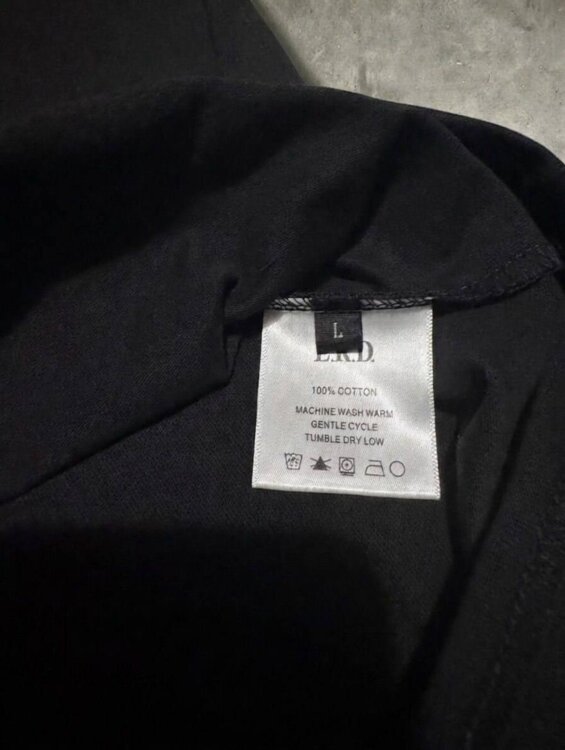 L
E.R.D.
100% COTTON
MACHINE WASH WARM
GENTLE CYCLE
TUMBLE DRY LOW